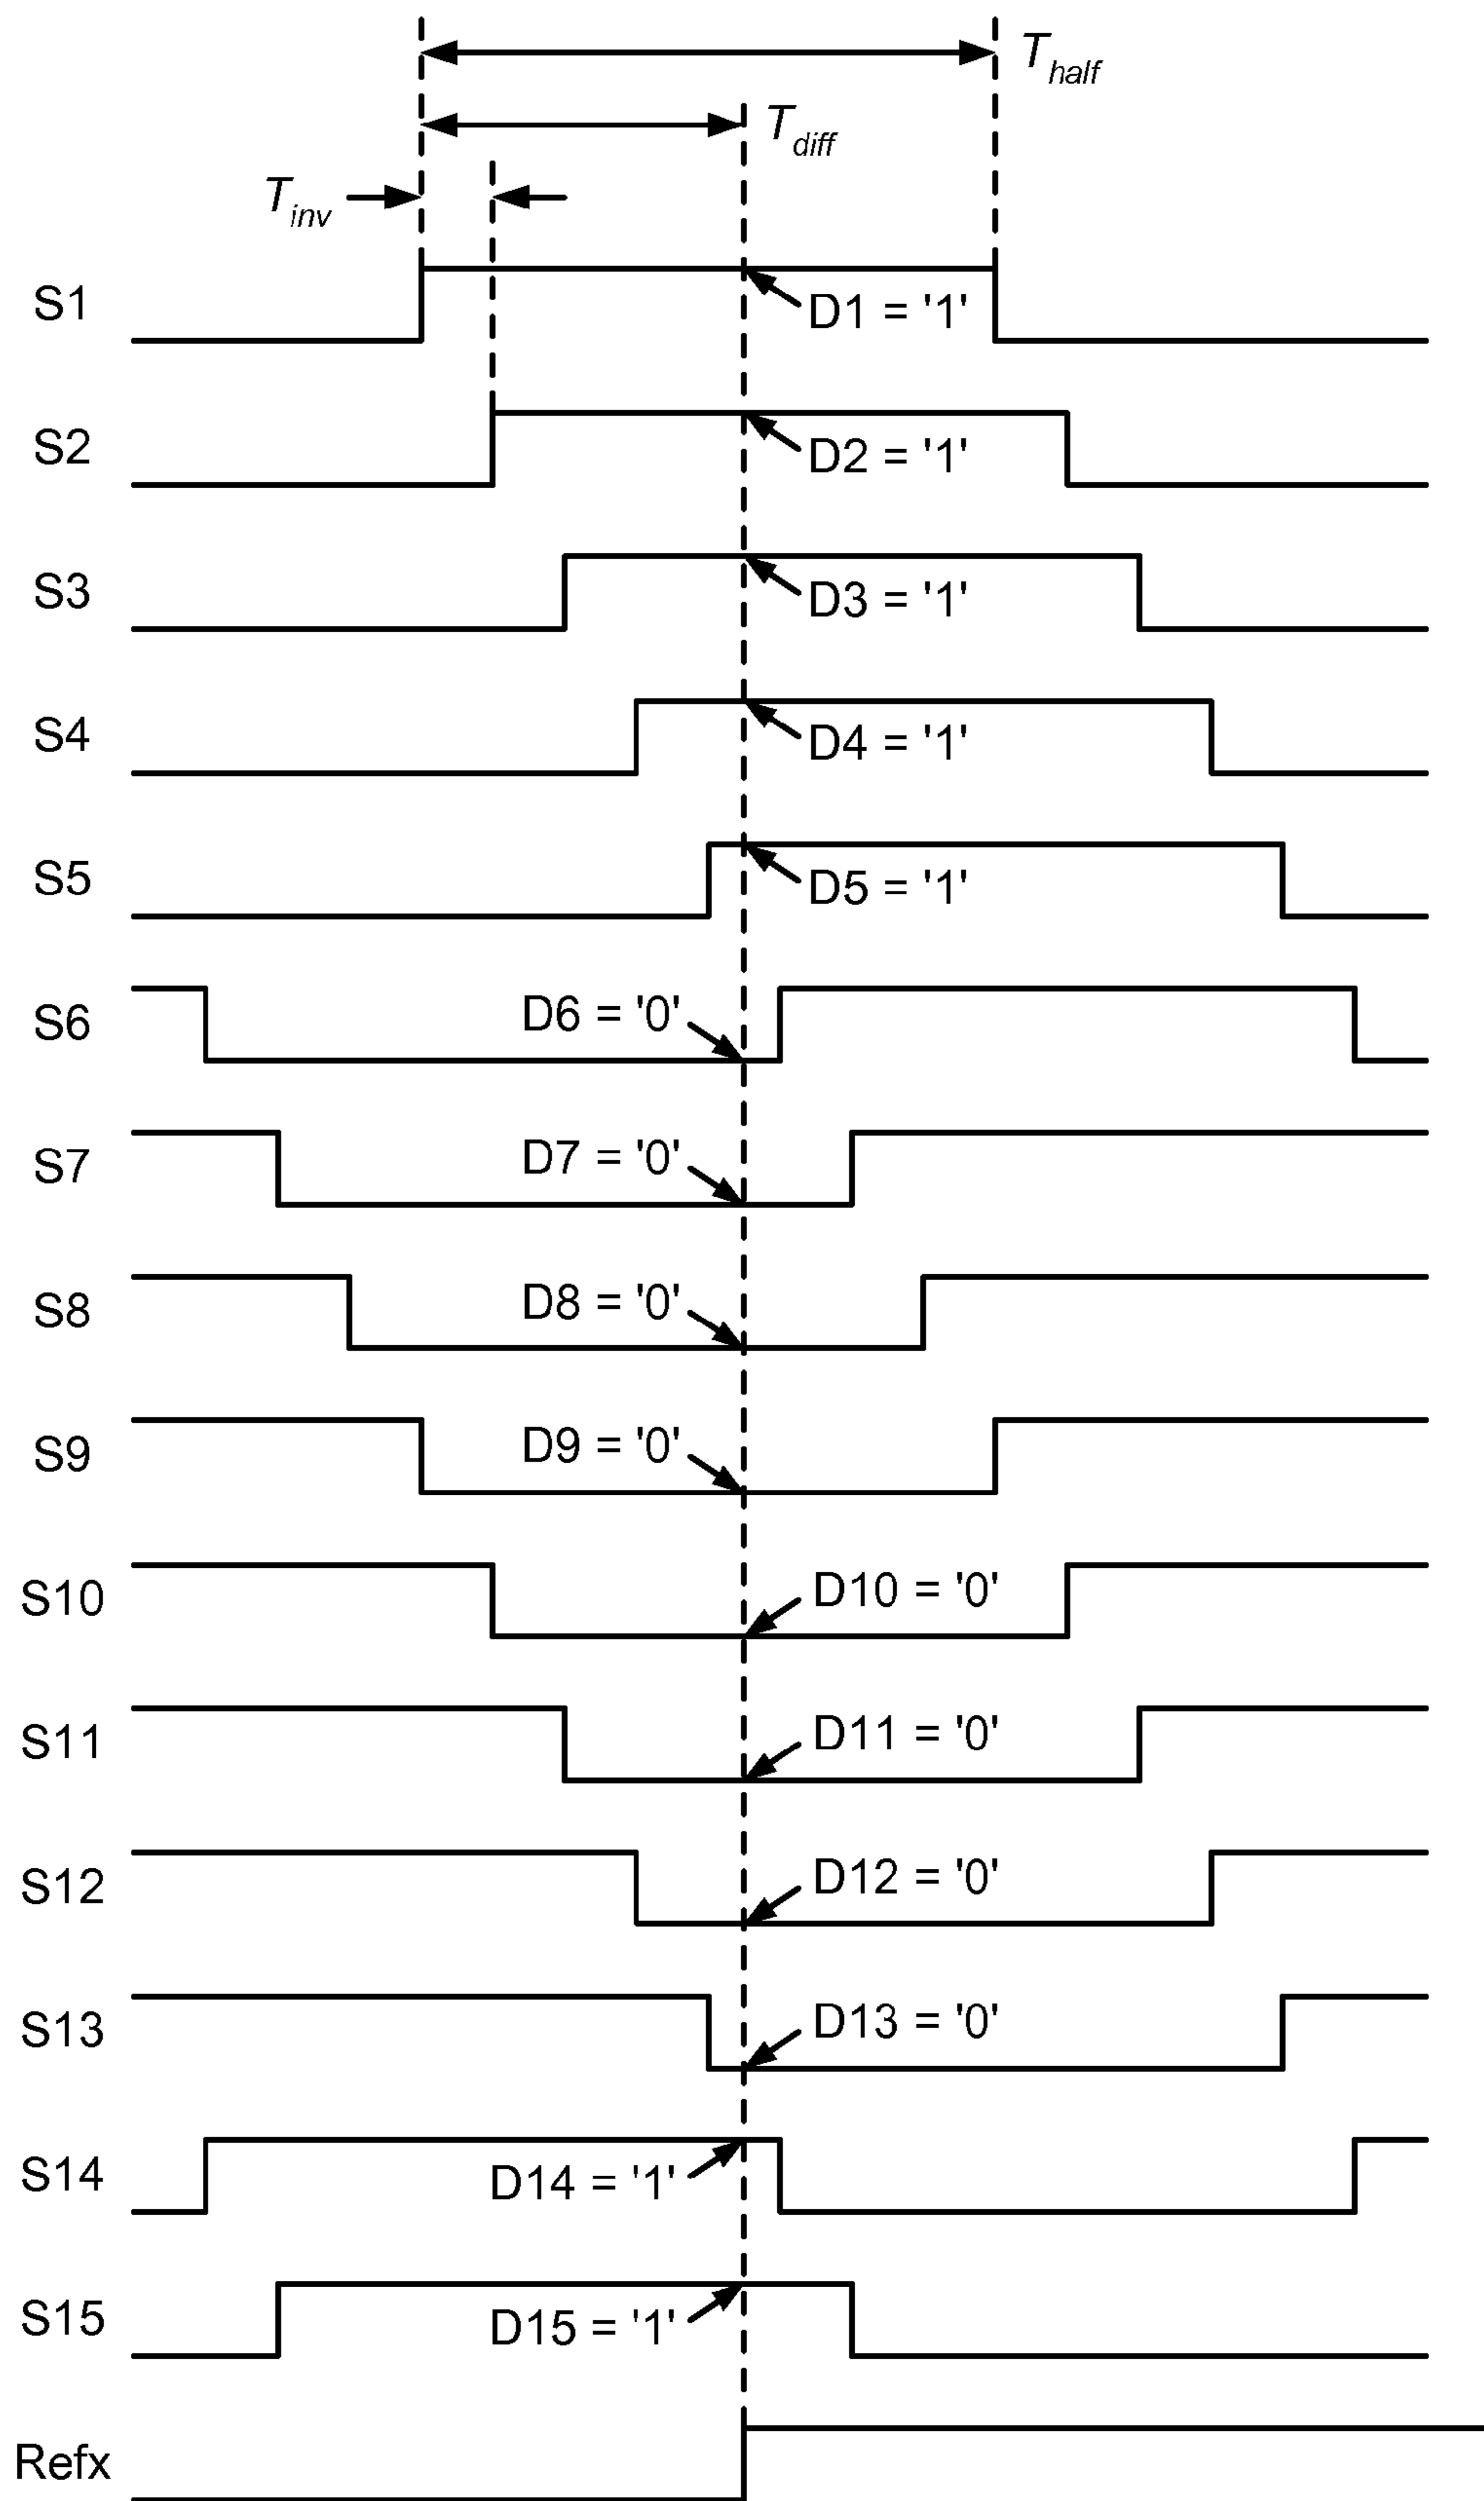 T_half
T_diff
T_inv
S1
D1 = '1'
S2
D2 = '1'
S3
D3 = '1'
S4
D4 = '1'
S5
D5 = '1'
S6
D6 = '0'
S7
D7 = '0'
S8
D8 = '0'
S9
D9 = '0'
S10
D10 = '0'
S11
D11 = '0'
S12
D12 = '0'
S13
D13 = '0'
S14
D14 = '1'
S15
D15 = '1'
Refx